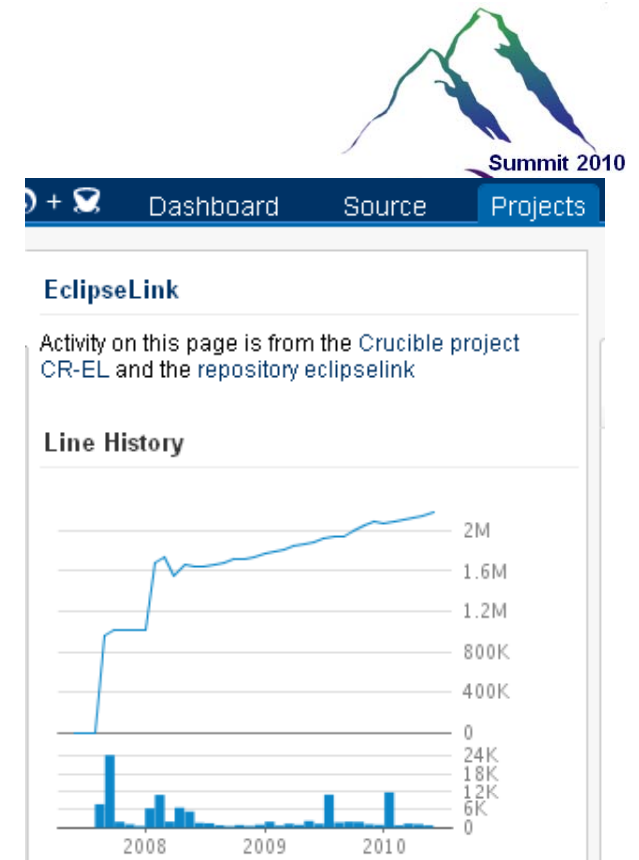 Summit 2010
+ Dashboard Source Projects
EclipseLink
Activity on this page is from the Crucible project
CR-EL and the repository eclipselink
Line History
2M
1.6M
1.2M
800K
400K
0
24K
18K
12K
6K
0
2008 2009 2010